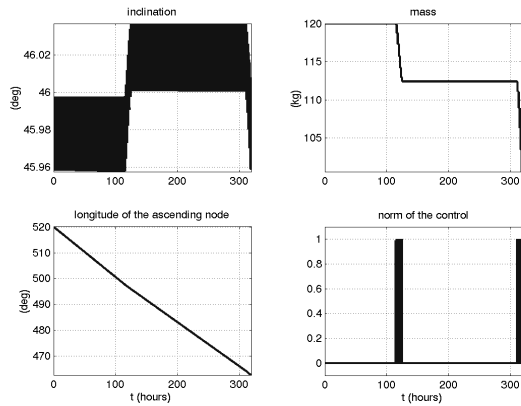 inclination
mass
46.02
46
45.98
45.96
(deg)
0 100 200 300
120
115
110
105
(kg)
0 100 200 300
longitude of the ascending node
norm of the control
520
510
500
490
480
470
(deg)
0 100 200 300
t (hours)
1
0.8
0.6
0.4
0.2
0
0 100 200 300
t (hours)